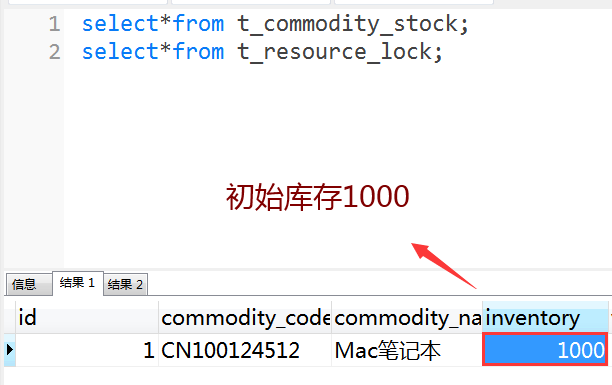 1 select*from t_commodity_stock;
2 select*from t_resource_lock;
初始库存1000
信息 结果 1 结果 2
id commodity_code commodity_na inventory
1 CN100124512 Mac笔记本 1000